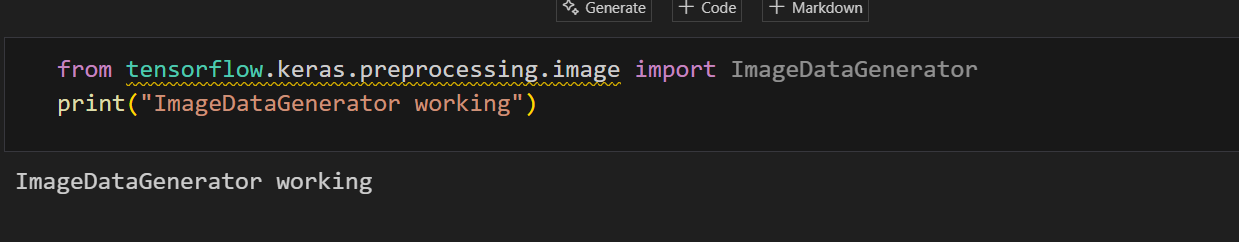 Generate + Code + Markdown
from tensorflow.keras.preprocessing.image import ImageDataGenerator
print("ImageDataGenerator working")
ImageDataGenerator working